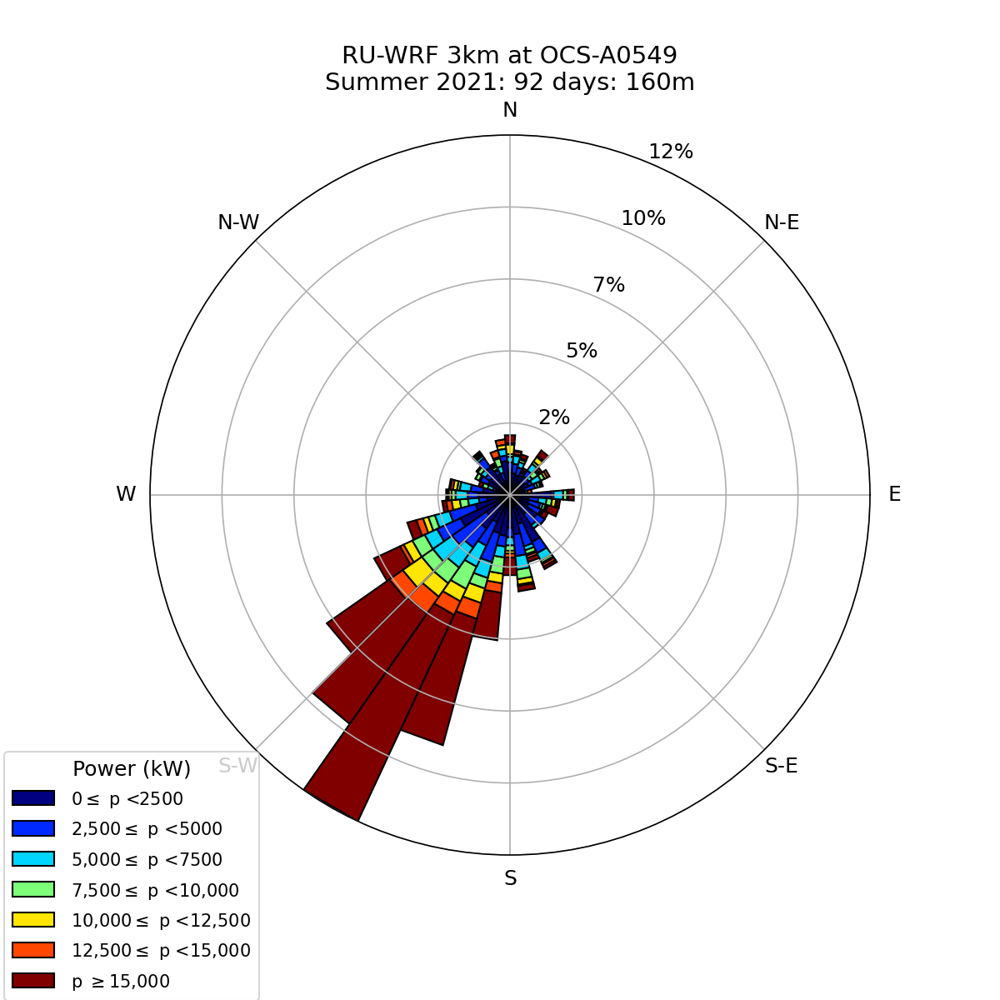 RU-WRF 3km at OCS-A0549
Summer 2021: 92 days: 160m
N
12%
10%
N-W
N-E
7%
5%
2%
W
E
S-W
S-E
S
Power (kW)
0≤ p <2500
2,500≤ p <5000
5,000≤ p <7500
7,500≤ p <10,000
10,000≤ p <12,500
12,500≤ p <15,000
p ≥15,000